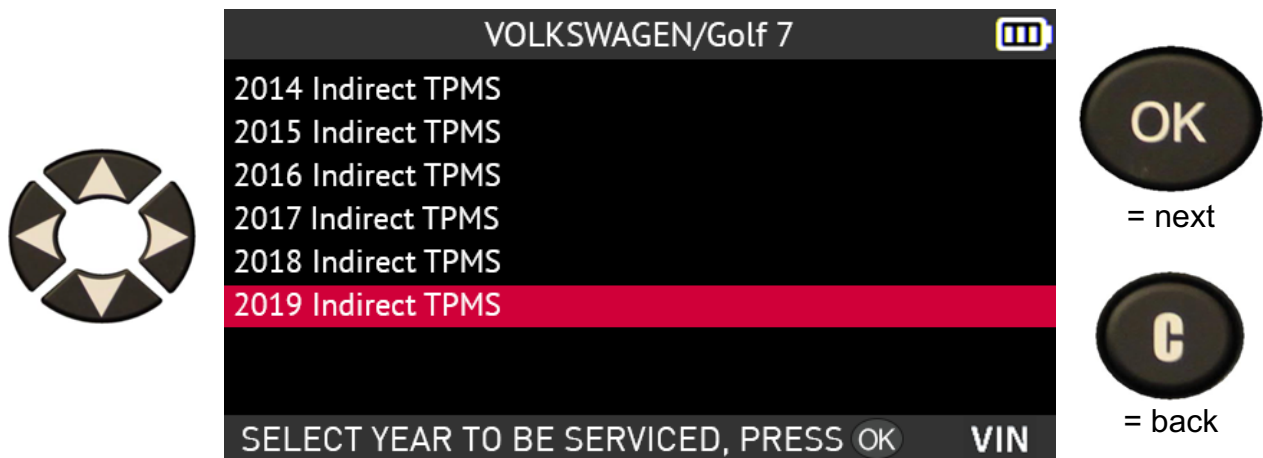 VOLKSWAGEN/Golf 7
2014 Indirect TPMS
2015 Indirect TPMS
2016 Indirect TPMS
2017 Indirect TPMS
2018 Indirect TPMS
2019 Indirect TPMS
SELECT YEAR TO BE SERVICED, PRESS OK VIN
OK
= next
C
= back